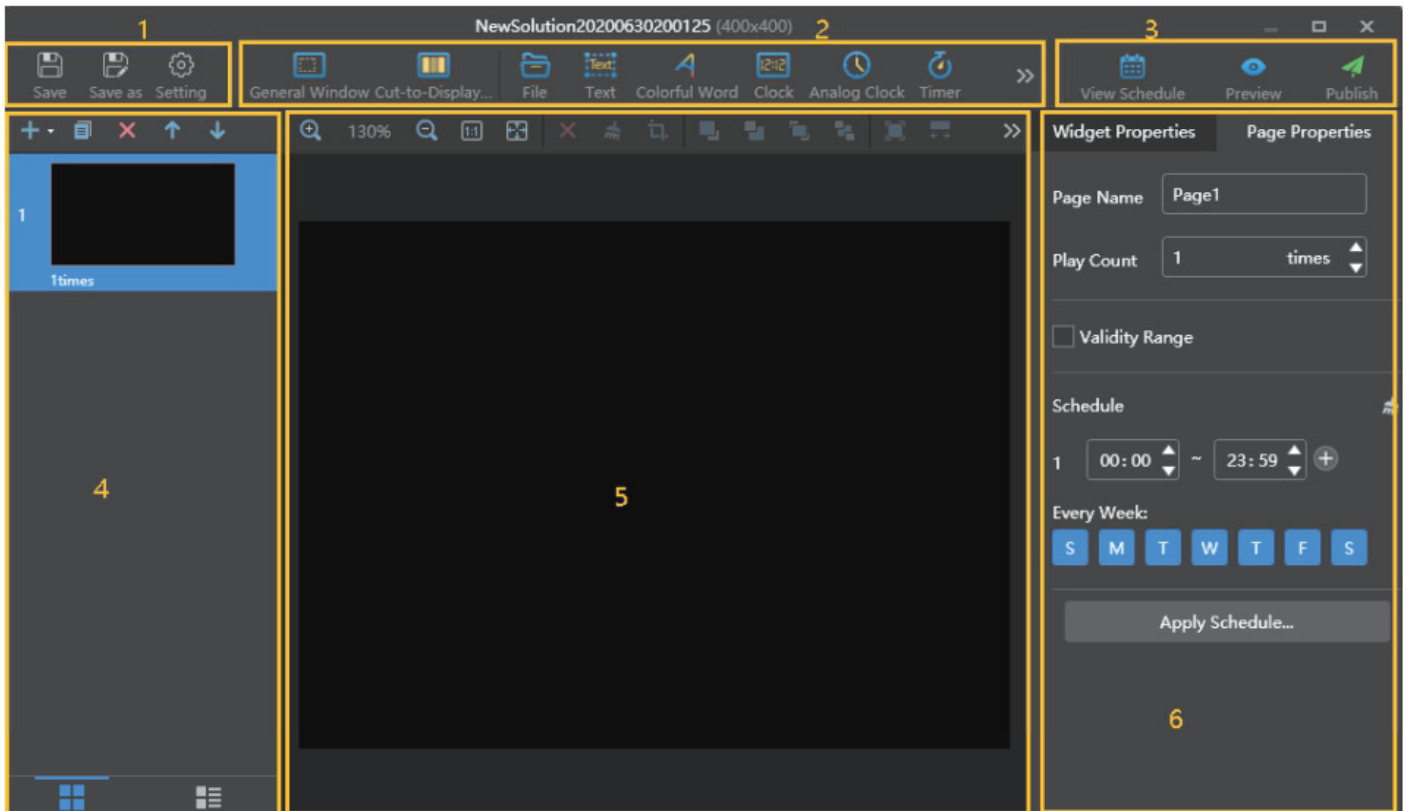 NewSolution20200630200125 (400x400)
1
2
3
Save Save as Setting
General Window Cut-to-Display... File Text Colorful Word Clock Analog Clock Timer
Text
12:12
View Schedule Preview Publish
130%
1:1
Widget Properties Page Properties
1
1times
Page Name Page1
Play Count 1 times
Validity Range
Schedule
1 00:00 ~ 23:59
Every Week:
S M T W T F S
Apply Schedule...
4
5
6